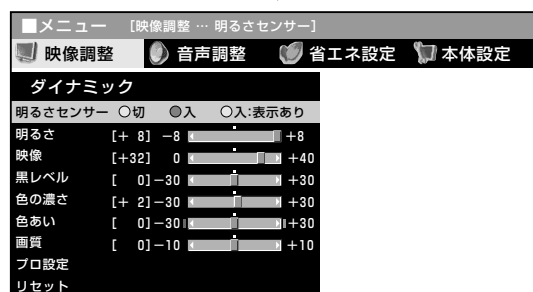 ■メニュー [映像調整 … 明るさセンサー]
映像調整 音声調整 省エネ設定 本体設定
ダイナミック
明るさセンサー ○切 ●入 ○入:表示あり
明るさ [+ 8] －8 +8
映像 [+32] 0 +40
黒レベル [ 0] －30 +30
色の濃さ [+ 2] －30 +30
色あい [ 0] －30 +30
画質 [ 0] －10 +10
プロ設定
リセット